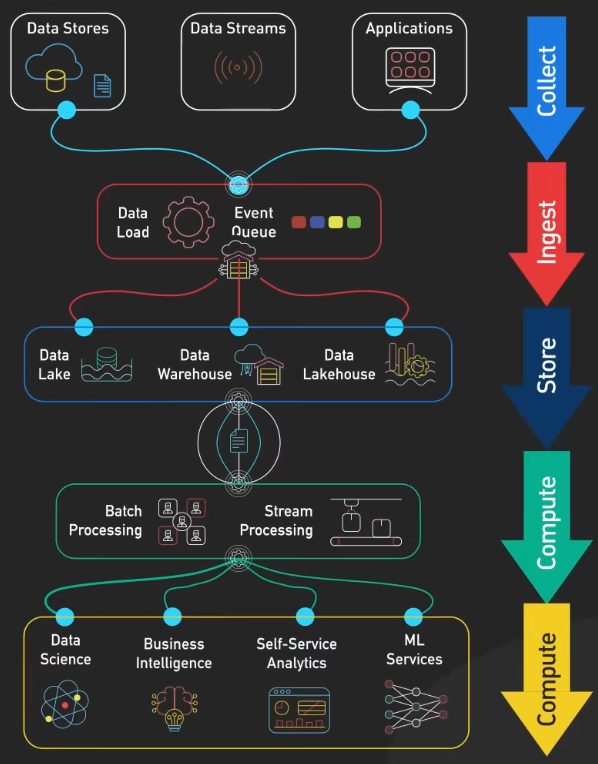 Data Stores
Data Streams
Applications
Collect
Data
Load
Event
Queue
Ingest
Data
Lake
Data
Warehouse
Data
Lakehouse
Store
Batch
Processing
Stream
Processing
Compute
Data
Science
Business
Intelligence
Self-Service
Analytics
ML
Services
Compute